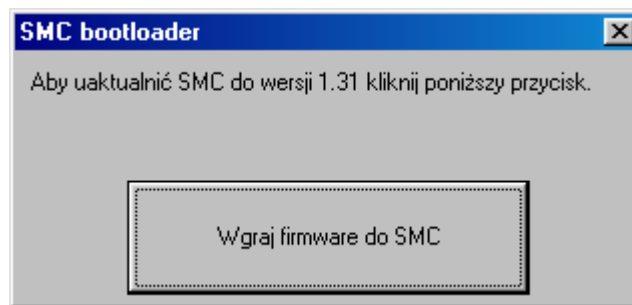 SMC bootloader
Aby uaktualnić SMC do wersji 1.31 kliknij poniższy przycisk.
Wgraj firmware do SMC